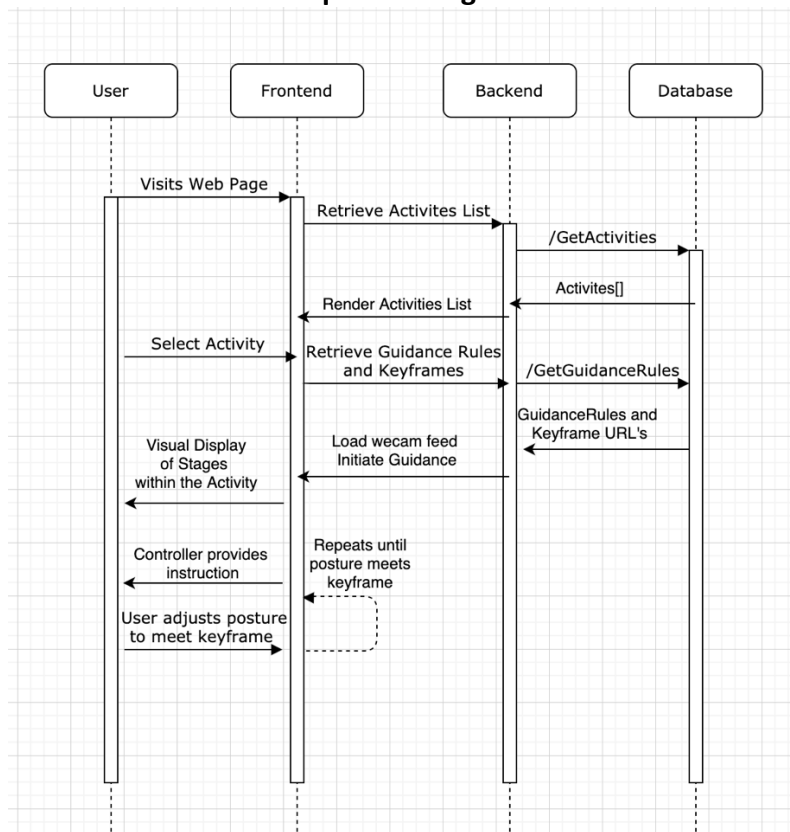 User
Frontend
Backend
Database
Visits Web Page
Retrieve Activites List
/GetActivities
Activites[]
Render Activities List
Select Activity
Retrieve Guidance Rules
and Keyframes
/GetGuidanceRules
GuidanceRules and
Keyframe URL's
Load wecam feed
Initiate Guidance
Visual Display
of Stages
within the Activity
Controller provides
instruction
Repeats until
posture meets
keyframe
User adjusts posture
to meet keyframe